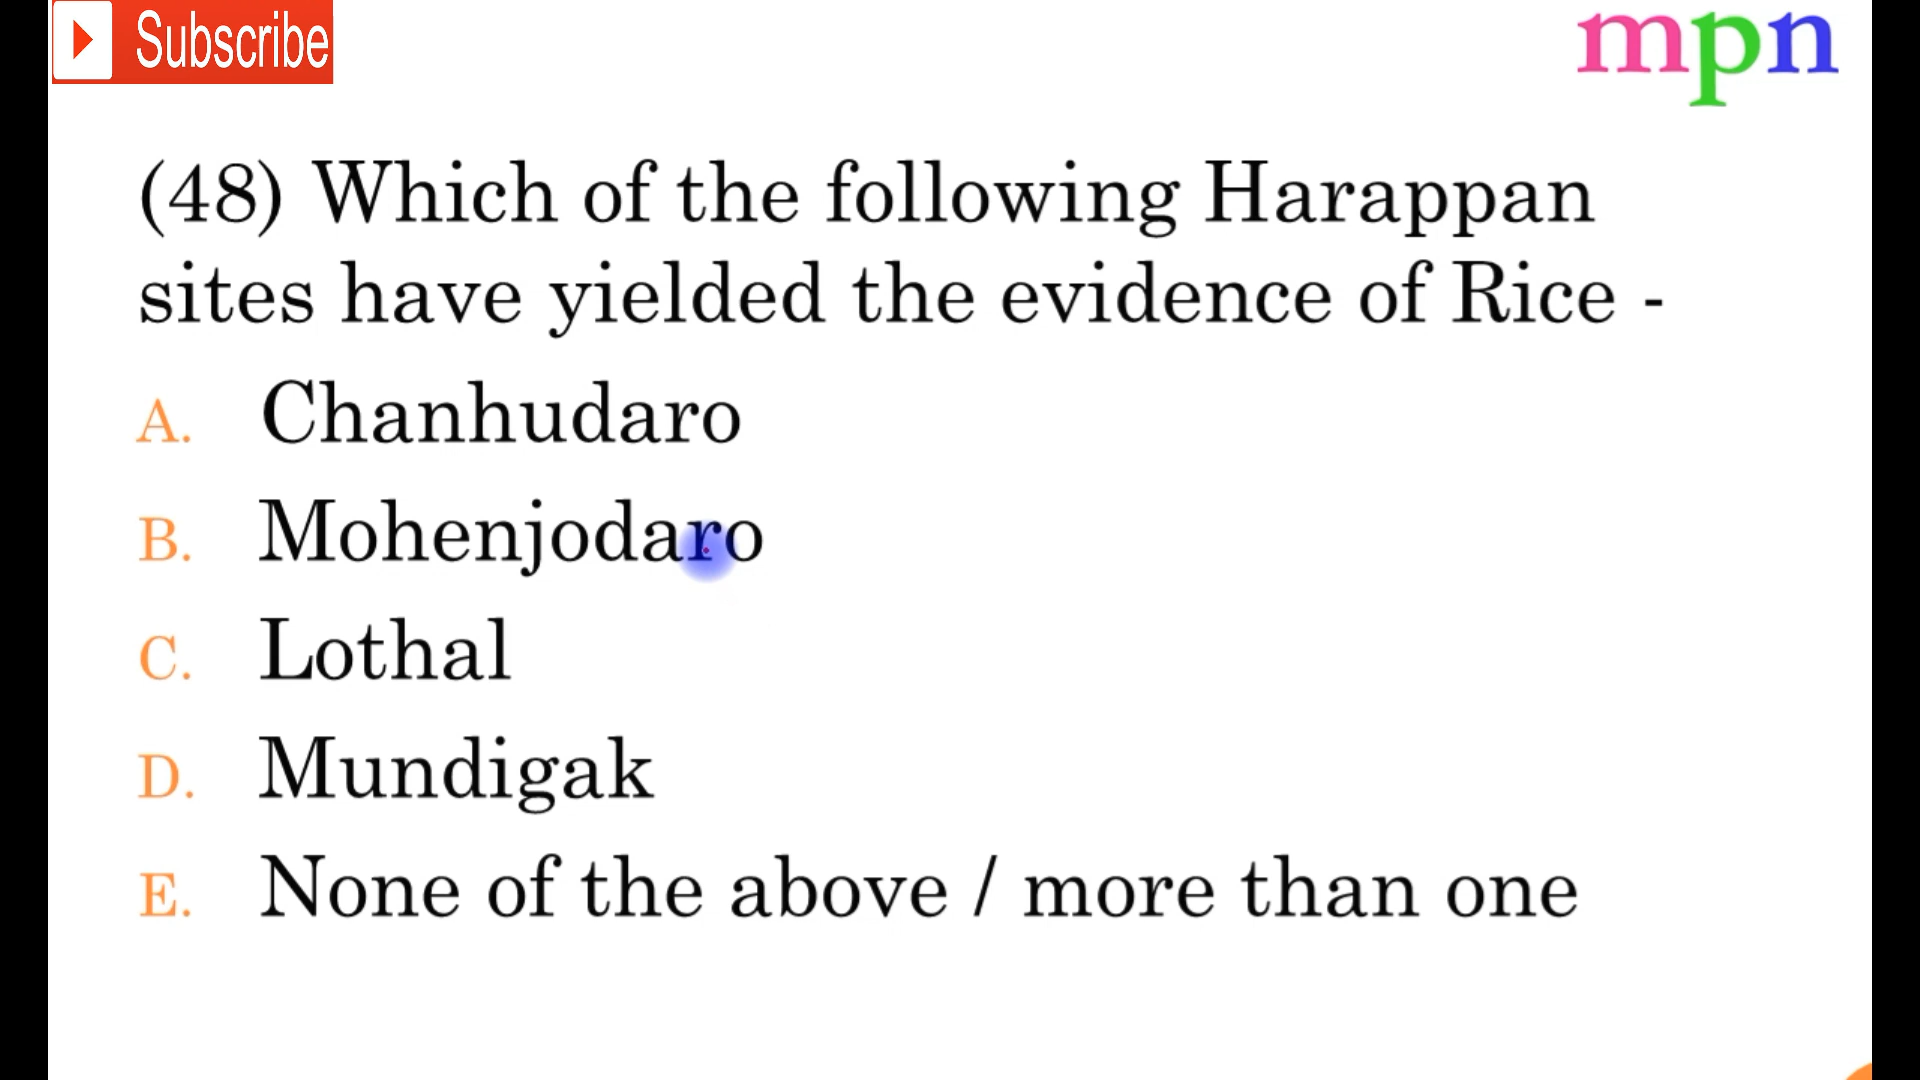 Subscribe
mpn
(48) Which of the following Harappan
sites have yielded the evidence of Rice -
A. Chanhudaro
B. Mohenjodaro
C. Lothal
D. Mundigak
E. None of the above / more than one